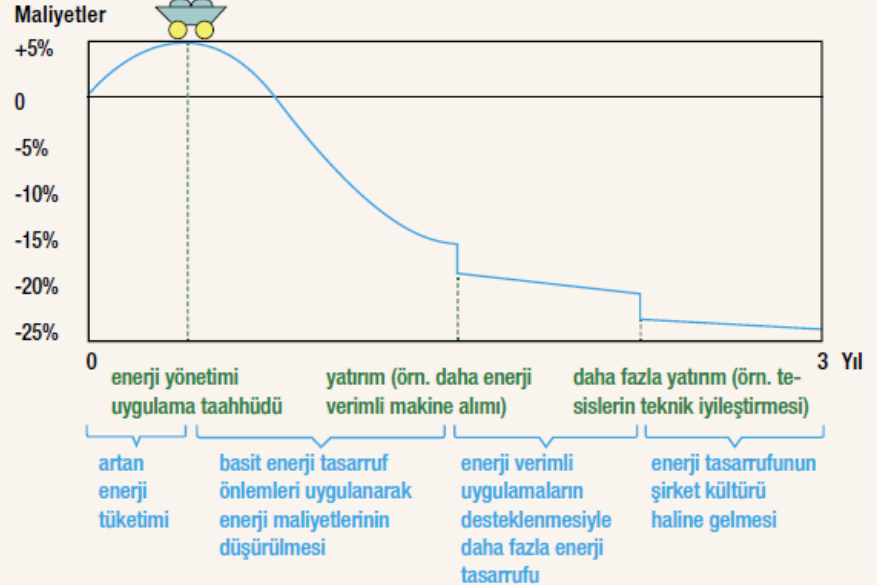 Maliyetler
+5%
0
-5%
-10%
-15%
-20%
-25%
0
3 Yıl
enerji yönetimi
uygulama taahhüdü
yatırım (örn. daha enerji
verimli makine alımı)
daha fazla yatırım (örn. te-
sislerin teknik iyileştirmesi)
artan
enerji
tüketimi
basit enerji tasarruf
önlemleri uygulanarak
enerji maliyetlerinin
düşürülmesi
enerji verimli
uygulamaların
desteklenmesiyle
daha fazla enerji
tasarrufu
enerji tasarrufunun
şirket kültürü
haline gelmesi